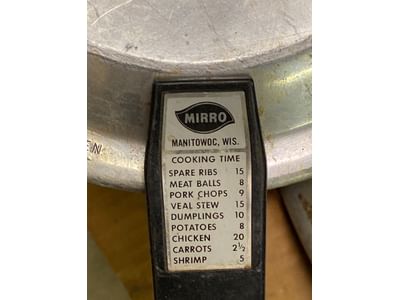 MIRRO
MANITOWOC, WIS.
COOKING TIME
SPARE RIBS 15
MEAT BALLS 8
PORK CHOPS 9
VEAL STEW 15
DUMPLINGS 10
POTATOES 8
CHICKEN 20
CARROTS 2½
SHRIMP 5